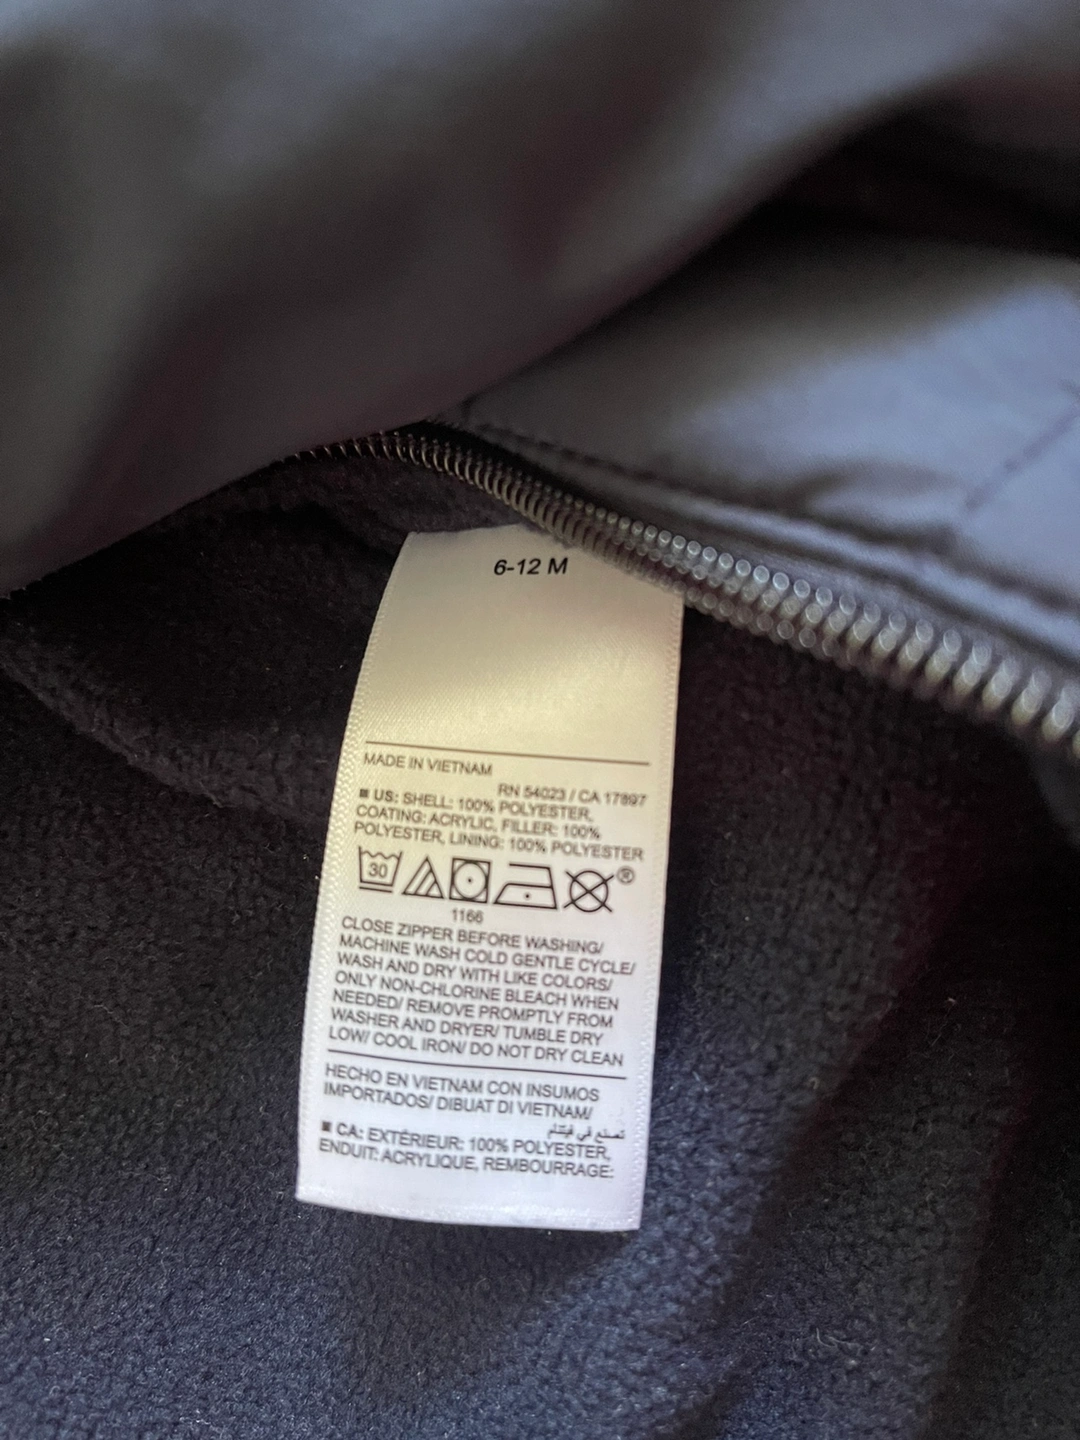 6-12 M
MADE IN VIETNAM
RN 54023 / CA 17897
US: SHELL: 100% POLYESTER,
COATING: ACRYLIC, FILLER: 100%
POLYESTER, LINING: 100% POLYESTER
30 ®
1166
CLOSE ZIPPER BEFORE WASHING/
MACHINE WASH COLD GENTLE CYCLE/
WASH AND DRY WITH LIKE COLORS/
ONLY NON-CHLORINE BLEACH WHEN
NEEDED/ REMOVE PROMPTLY FROM
WASHER AND DRYER/ TUMBLE DRY
LOW/ COOL IRON/ DO NOT DRY CLEAN
HECHO EN VIETNAM CON INSUMOS
IMPORTADOS/ DIBUAT DI VIETNAM/
تصنع في فيتنام
CA: EXTÉRIEUR: 100% POLYESTER,
ENDUIT: ACRYLIQUE, REMBOURRAGE: